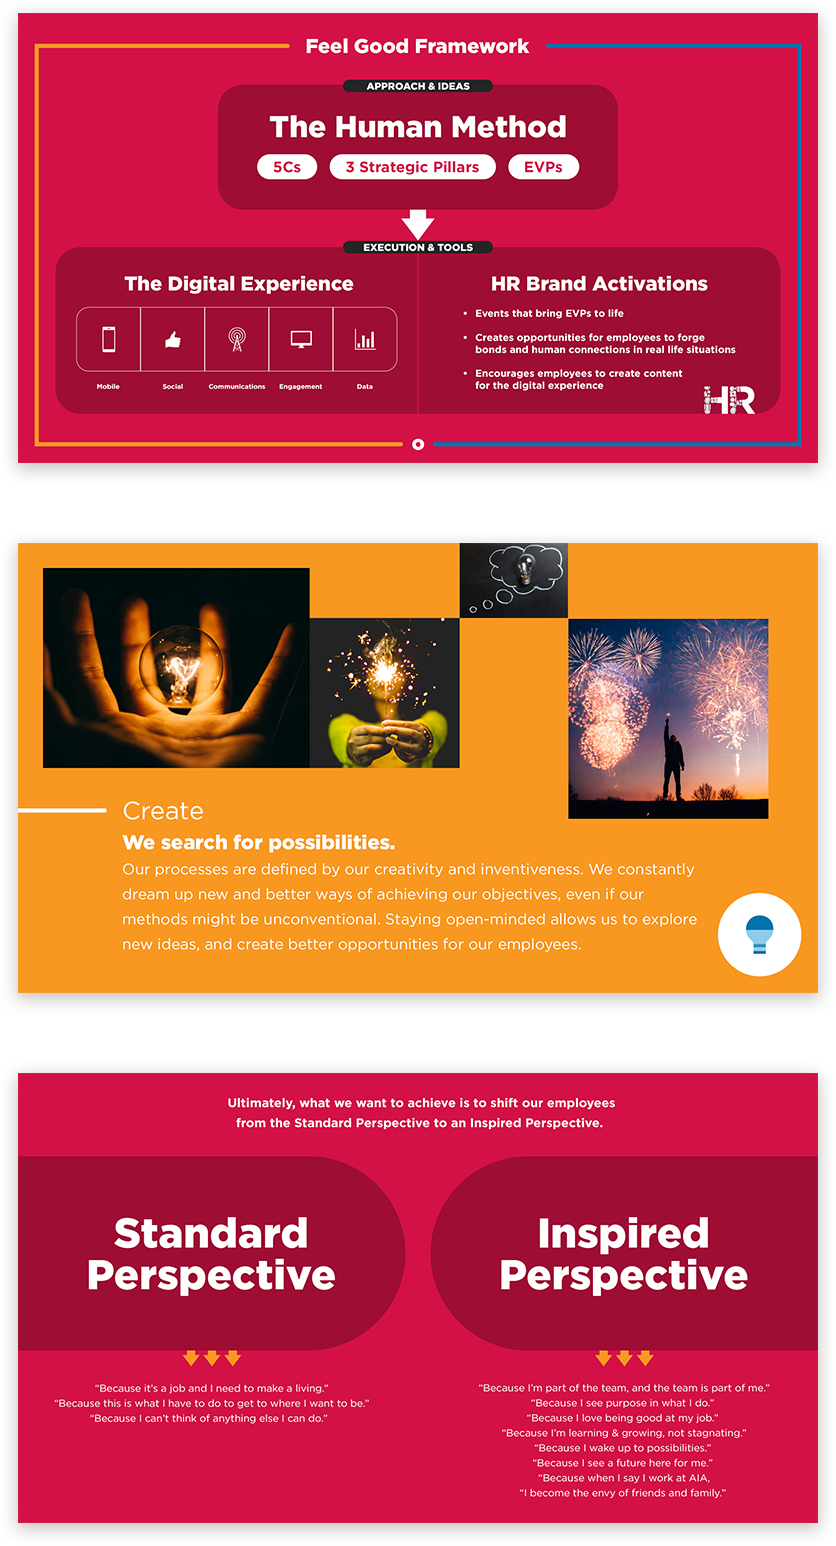 Feel Good Framework
APPROACH & IDEAS
The Human Method
5Cs
3 Strategic Pillars
EVPs
EXECUTION & TOOLS
The Digital Experience
Mobile
Social
Communications
Engagement
Data
HR Brand Activations
• Events that bring EVPs to life
• Creates opportunities for employees to forge
bonds and human connections in real life situations
• Encourages employees to create content
for the digital experience
HR
Create
We search for possibilities.
Our processes are defined by our creativity and inventiveness. We constantly
dream up new and better ways of achieving our objectives, even if our
methods might be unconventional. Staying open-minded allows us to explore
new ideas, and create better opportunities for our employees.
Ultimately, what we want to achieve is to shift our employees
from the Standard Perspective to an Inspired Perspective.
Standard
Perspective
“Because it’s a job and I need to make a living.”
“Because this is what I have to do to get to where I want to be.”
“Because I can’t think of anything else I can do.”
Inspired
Perspective
“Because I’m part of the team, and the team is part of me.”
“Because I see purpose in what I do.”
“Because I love being good at my job.”
“Because I’m learning & growing, not stagnating.”
“Because I wake up to possibilities.”
“Because I see a future here for me.”
“Because when I say I work at AIA,
“I become the envy of friends and family.”